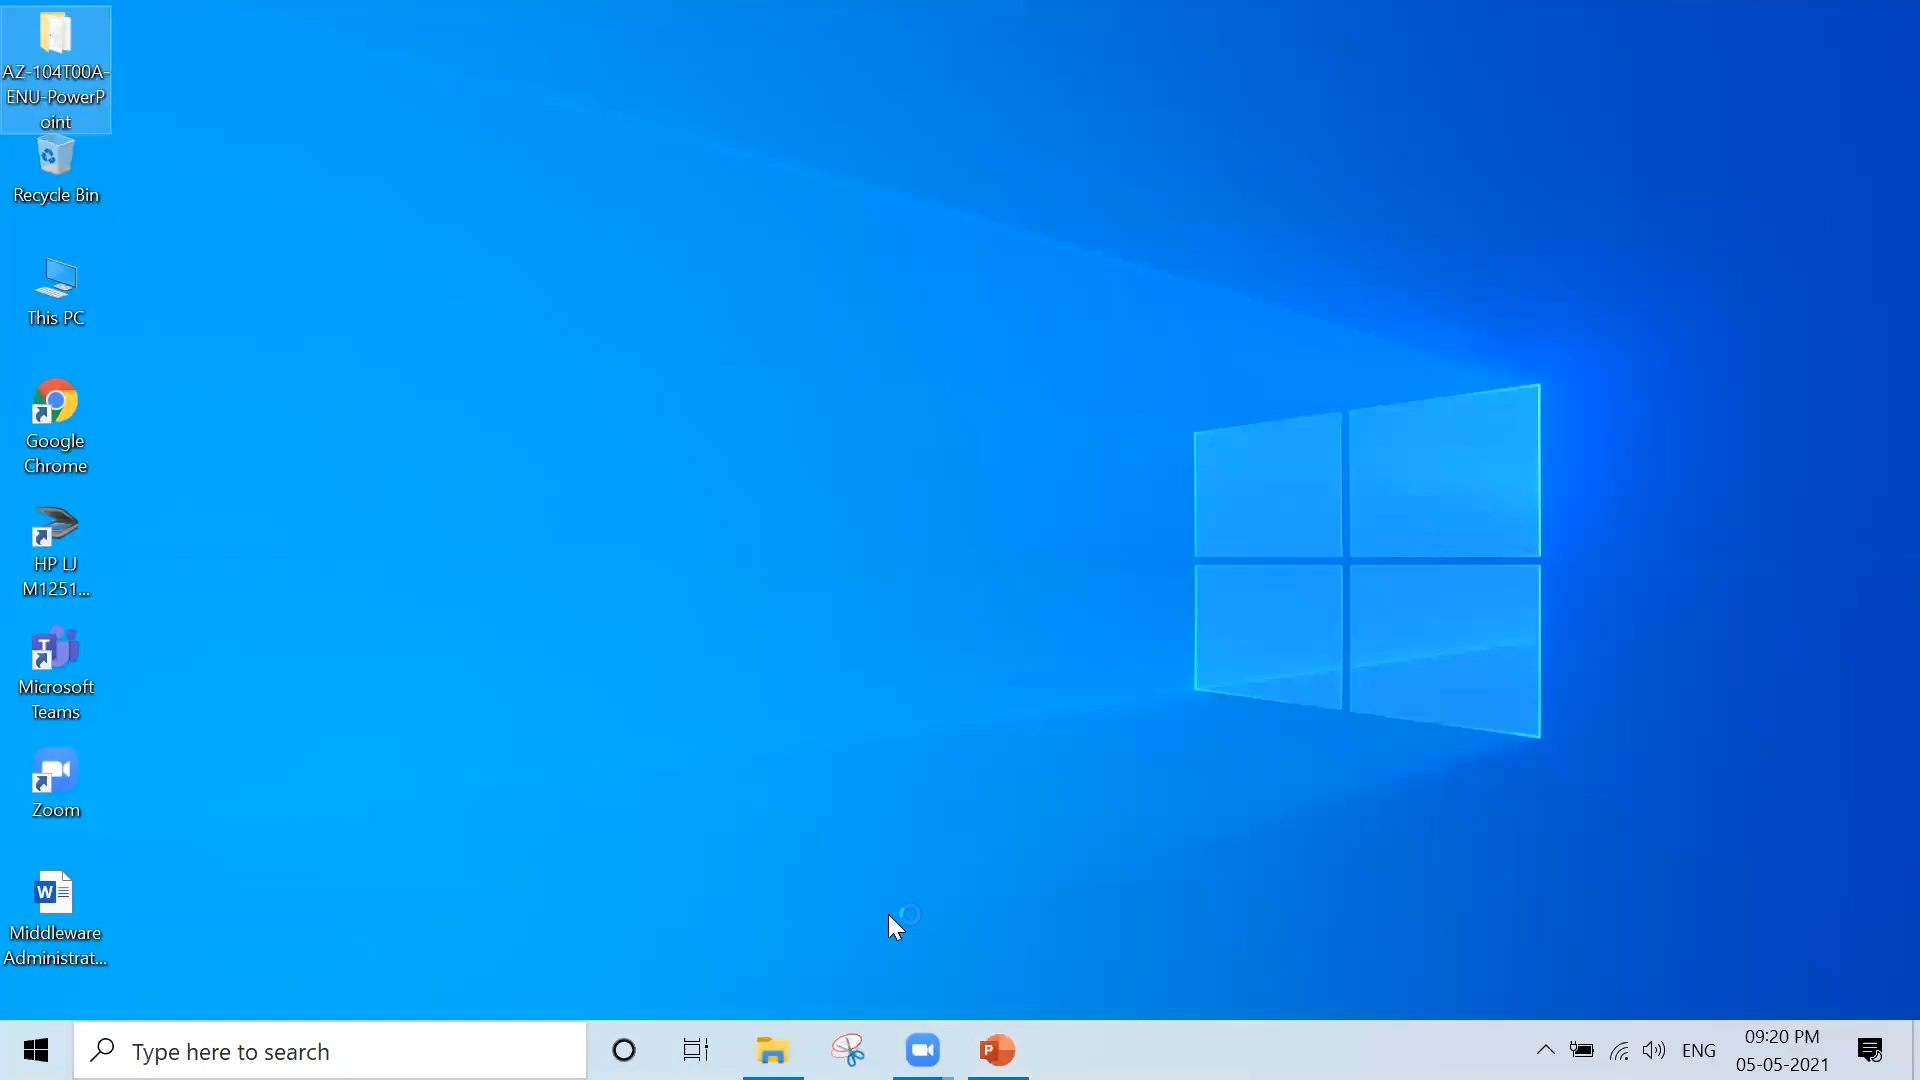 AZ-104T00A-
ENU-PowerP
oint
Recycle Bin
This PC
Google
Chrome
HP LJ
M1251...
Microsoft
Teams
Zoom
Middleware
Administrat...
Type here to search
ENG
09:20 PM
05-05-2021